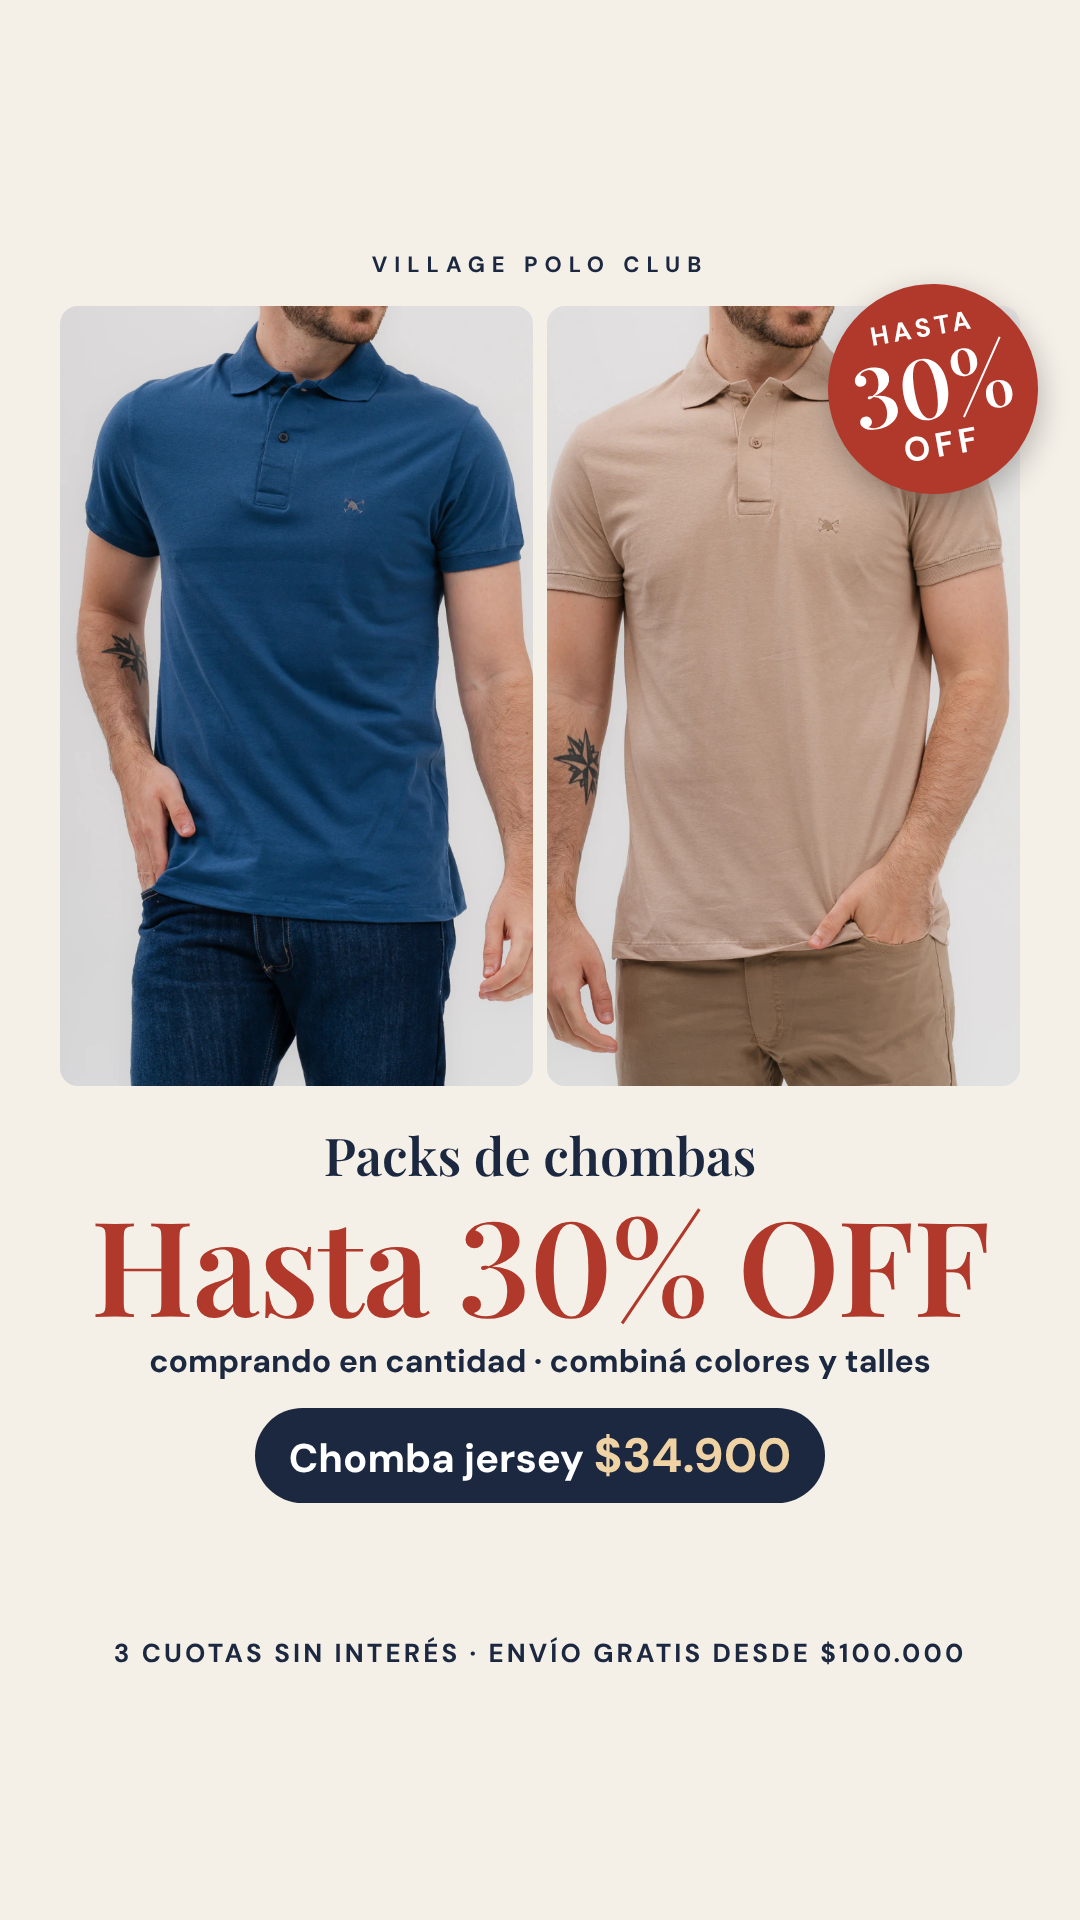 VILLAGE POLO CLUB
HASTA
30%
OFF
Packs de chombas
Hasta 30% OFF
comprando en cantidad · combiná colores y talles
Chomba jersey $34.900
3 CUOTAS SIN INTERÉS · ENVÍO GRATIS DESDE $100.000